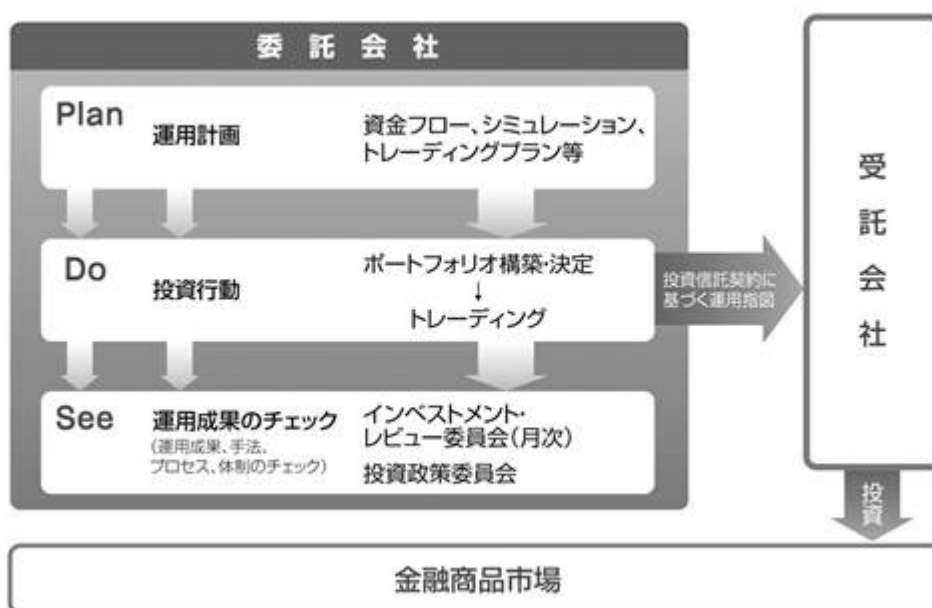 委託会社
Plan
運用計画
資金フロー、シミュレーション、
トレーディングプラン等
Do
投資行動
ポートフォリオ構築・決定
↓
トレーディング
投資信託契約に
基づく運用指図
See
運用成果のチェック
(運用成果、手法、
プロセス、体制のチェック)
インベストメント・
レビュー委員会(月次)
投資政策委員会
受託会社
投資
金融商品市場